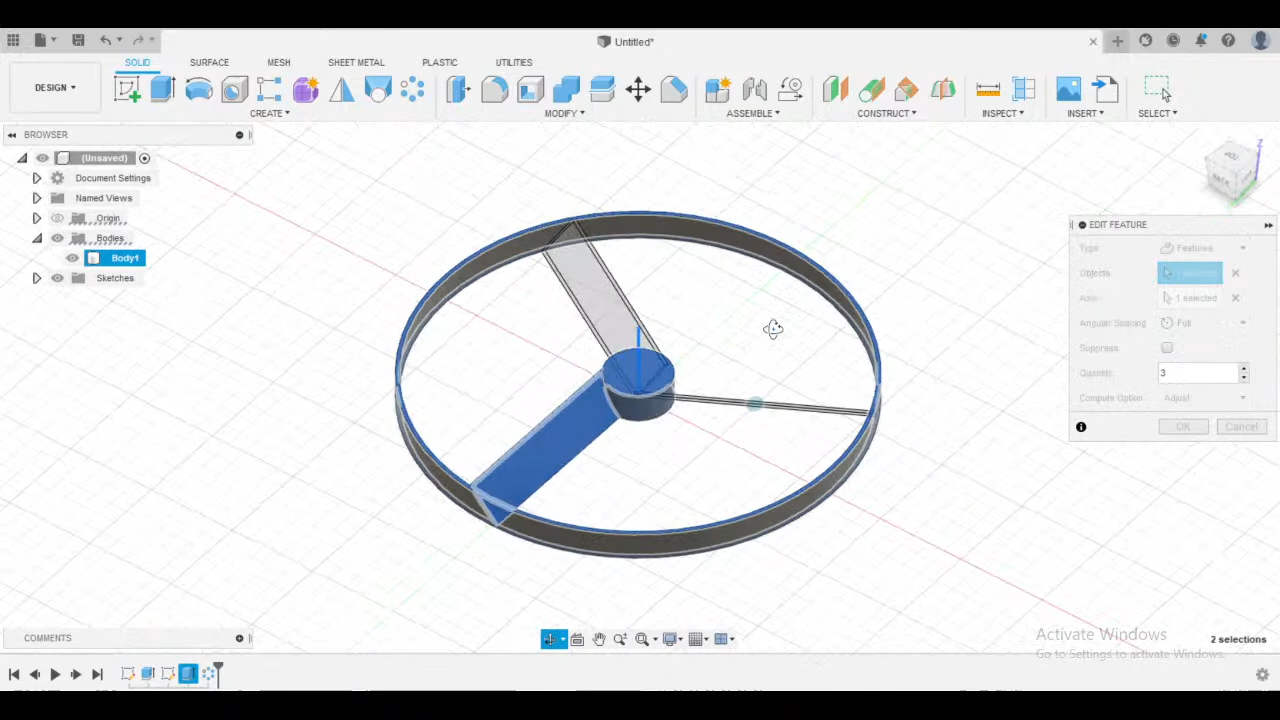 Untitled*
DESIGN
SOLID
SURFACE
MESH
SHEET METAL
PLASTIC
UTILITIES
CREATE
MODIFY
ASSEMBLE
CONSTRUCT
INSPECT
INSERT
SELECT
BROWSER
(Unsaved)
Document Settings
Named Views
Origin
Bodies
Body1
Sketches
Z
EDIT FEATURE
Type Features
Objects
Axis 1 selected
Angular Spacing Full
Suppress
Quantity 3
Compute Option Adjust
OK Cancel
COMMENTS
Activate Windows
Go to Settings to activate Windows.
2 selections